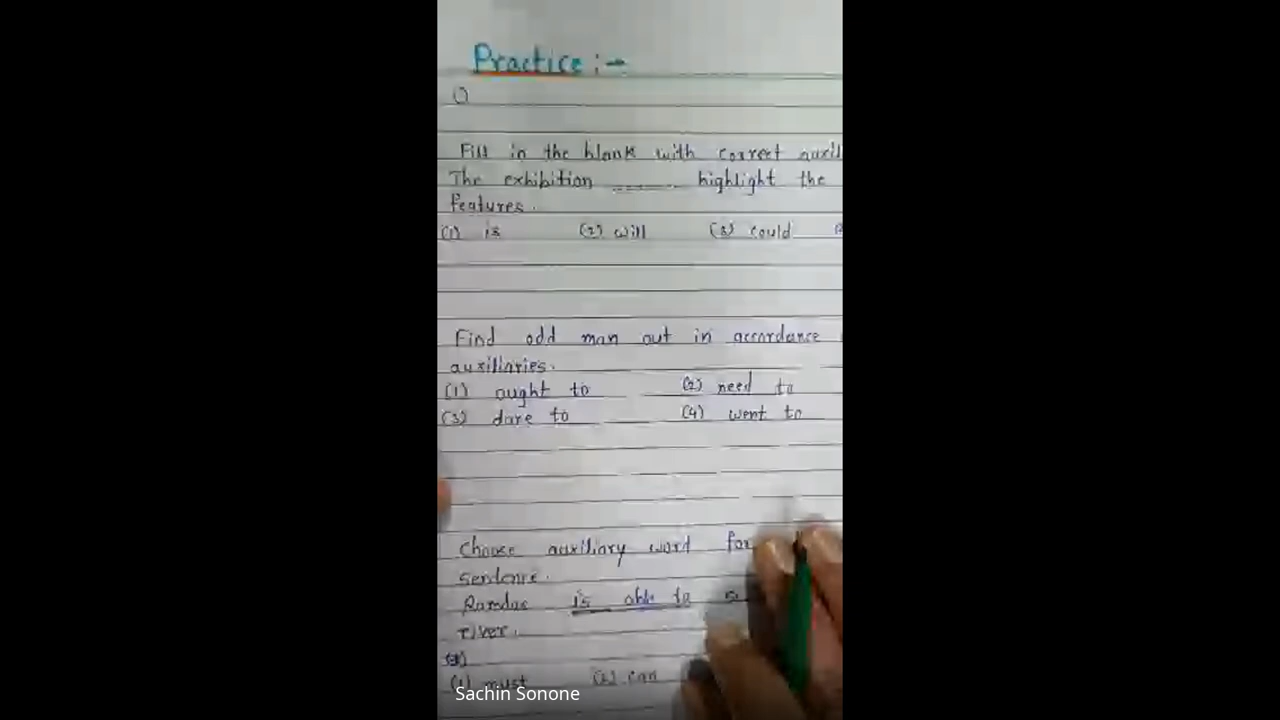 Practice :-
()
Fill in the blank with correct auxil
The exhibition ........ highlight the
features.
(1) is (2) will (3) could
Find odd man out in accordance
auxiliaries.
(1) ought to (2) need to
(3) dare to (4) went to
Choose auxiliary word for
sentence.
Ramdas is able to
river.
(1) must (2) can
Sachin Sonone